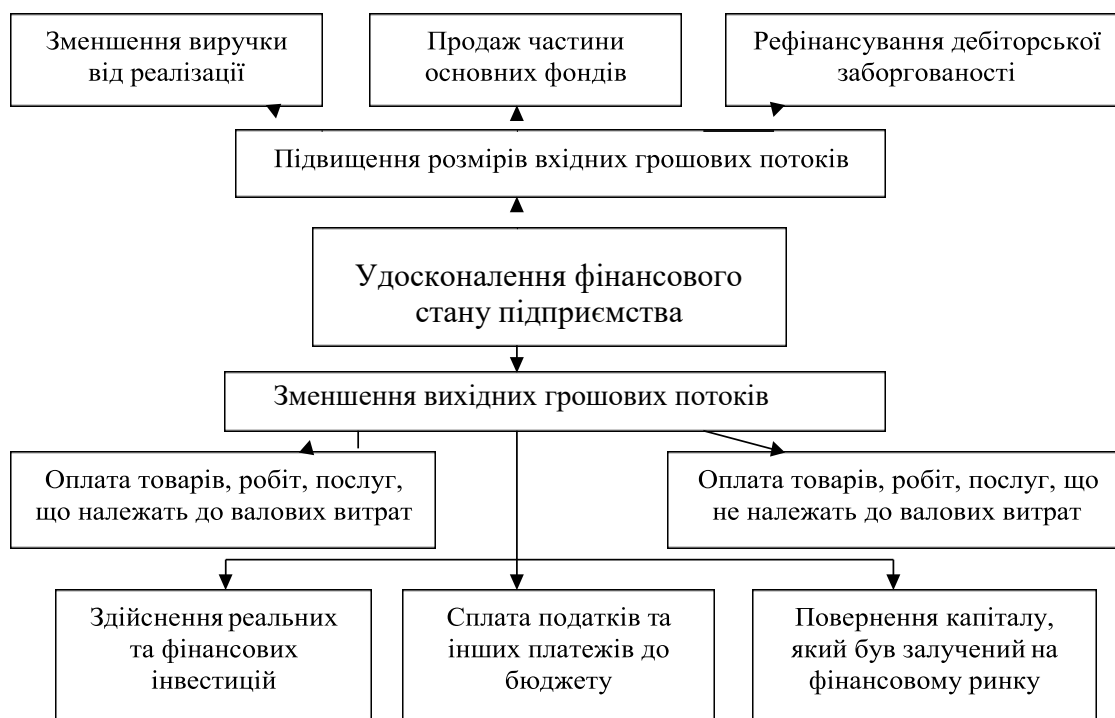 Зменшення виручки
від реалізації
Продаж частини
основних фондів
Рефінансування дебіторської
заборгованості
Підвищення розмірів вхідних грошових потоків
Удосконалення фінансового
стану підприємства
Зменшення вихідних грошових потоків
Оплата товарів, робіт, послуг,
що належать до валових витрат
Оплата товарів, робіт, послуг, що
не належать до валових витрат
Здійснення реальних
та фінансових
інвестицій
Сплата податків та
інших платежів до
бюджету
Повернення капіталу,
який був залучений на
фінансовому ринку